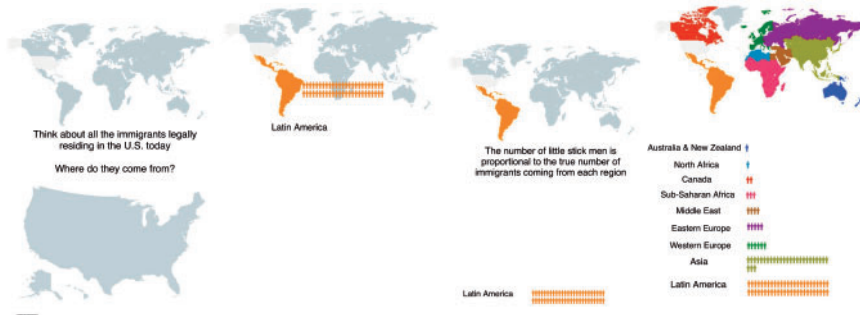 Think about all the immigrants legally
residing in the U.S. today
Where do they come from?
Latin America
The number of little stick men is
proportional to the true number of
immigrants coming from each region
Latin America
Australia & New Zealand
North Africa
Canada
Sub-Saharan Africa
Middle East
Eastern Europe
Western Europe
Asia
Latin America